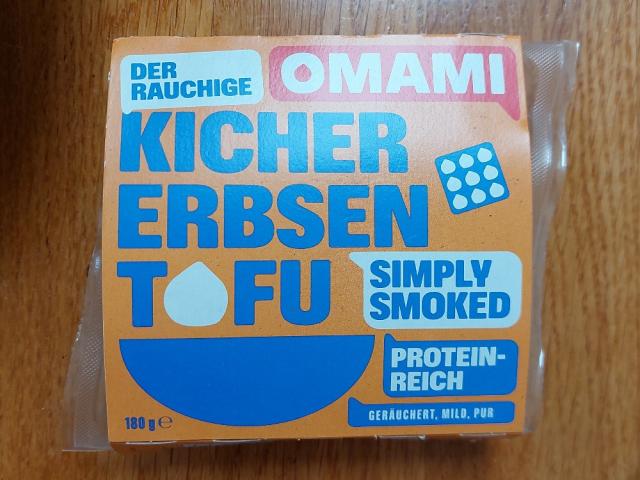 DER
RAUCHIGE
OMAMI
KICHER
ERBSEN
TOFU
SIMPLY
SMOKED
PROTEIN-
REICH
GERÄUCHERT, MILD, PUR
180 g ℮